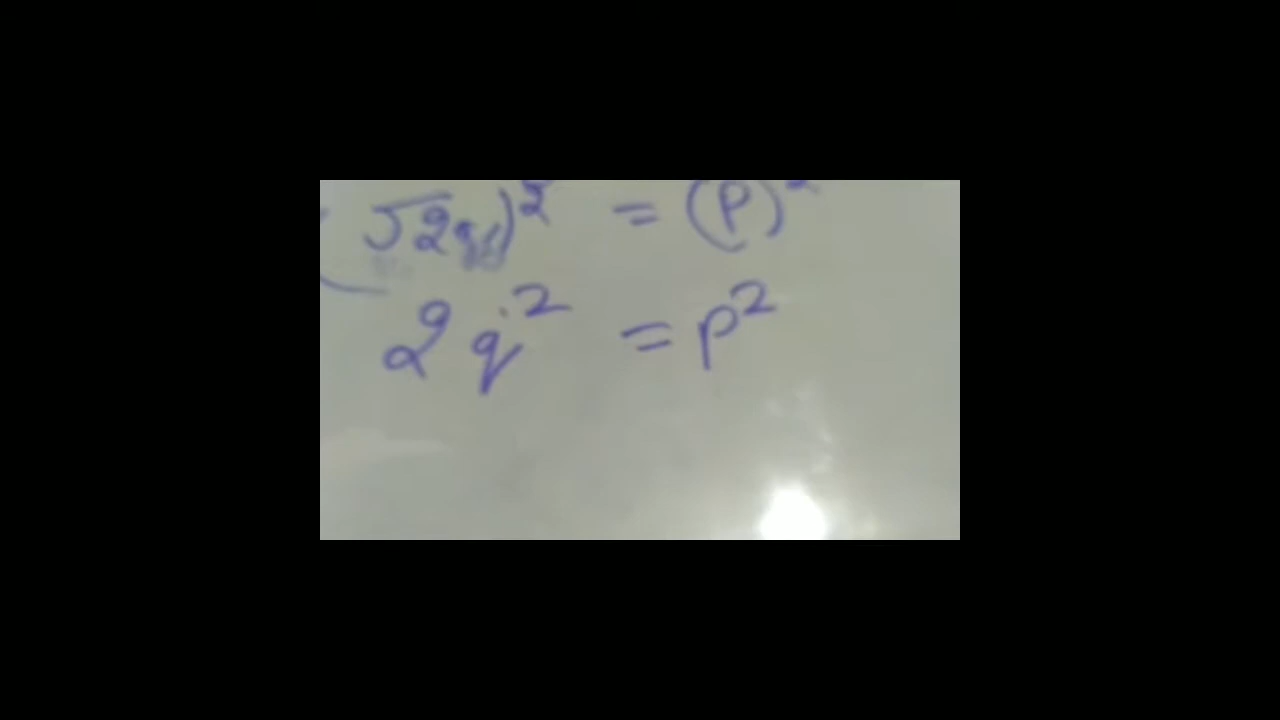 (√2q)² = (p)²
2q² = p²